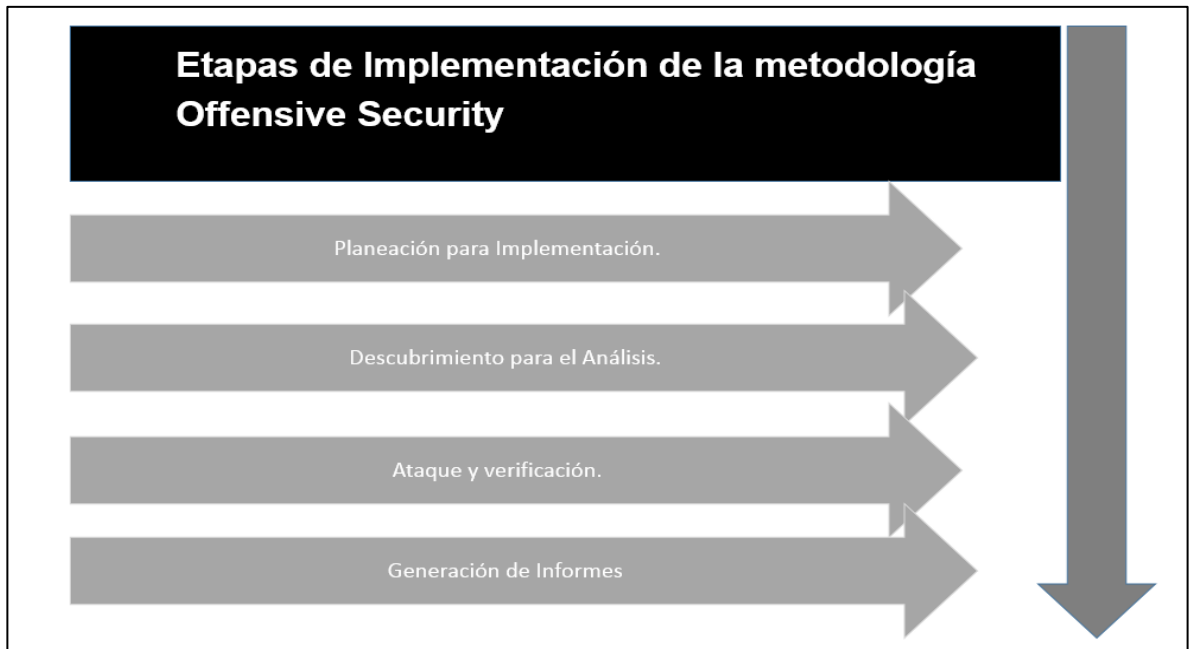 Etapas de Implementación de la metodología
Offensive Security
Planeación para Implementación.
Descubrimiento para el Análisis.
Ataque y verificación.
Generación de Informes